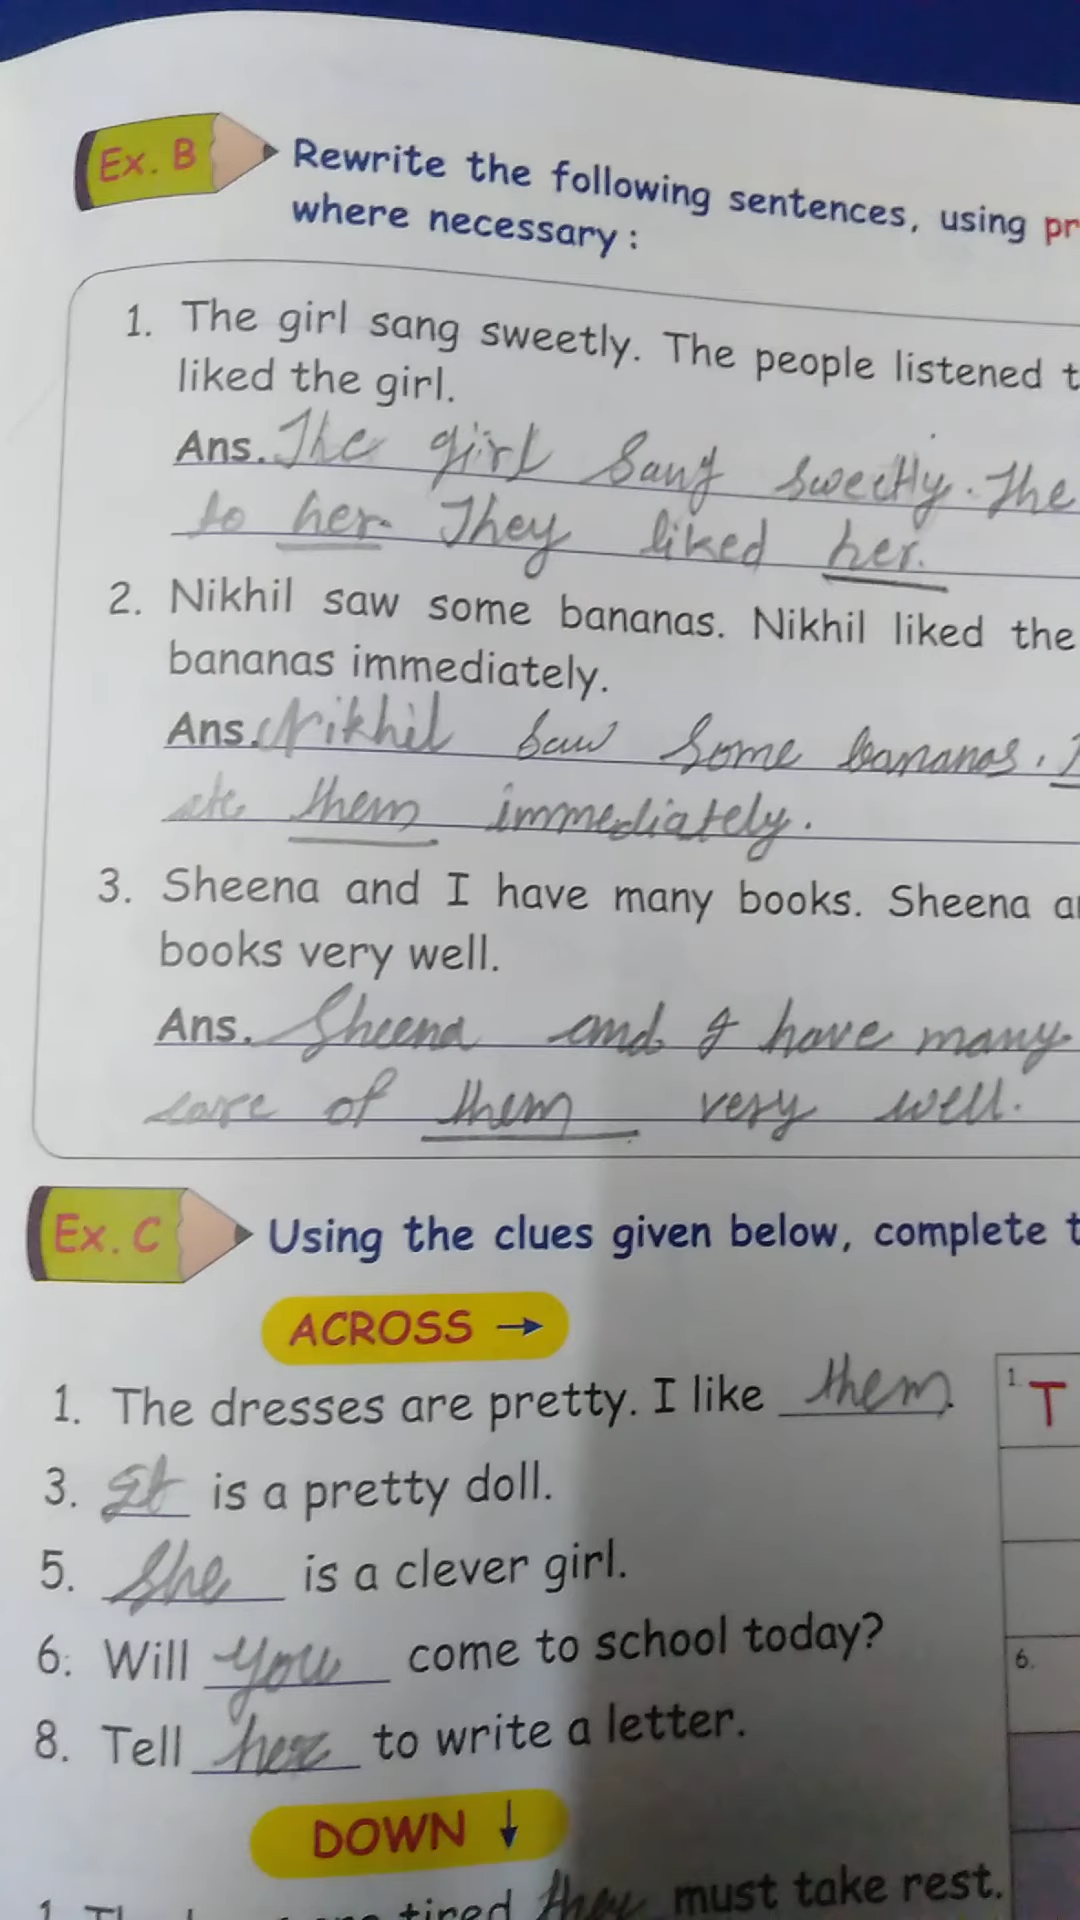 Ex. B Rewrite the following sentences, using
where necessary :
1. The girl sang sweetly. The people listened
liked the girl.
Ans. The girl Sang sweetly. The
to her. They liked her.
2. Nikhil saw some bananas. Nikhil liked the
bananas immediately.
Ans. Nikhil saw some bananas.
ate them immediately.
3. Sheena and I have many books. Sheena
books very well.
Ans. Sheena and I have many
care of them very well.
Ex. C Using the clues given below, complete
ACROSS →
1. The dresses are pretty. I like them.
1. T
3. It is a pretty doll.
5. She is a clever girl.
6. Will you come to school today?
6.
8. Tell her to write a letter.
DOWN ↓
tired they must take rest.